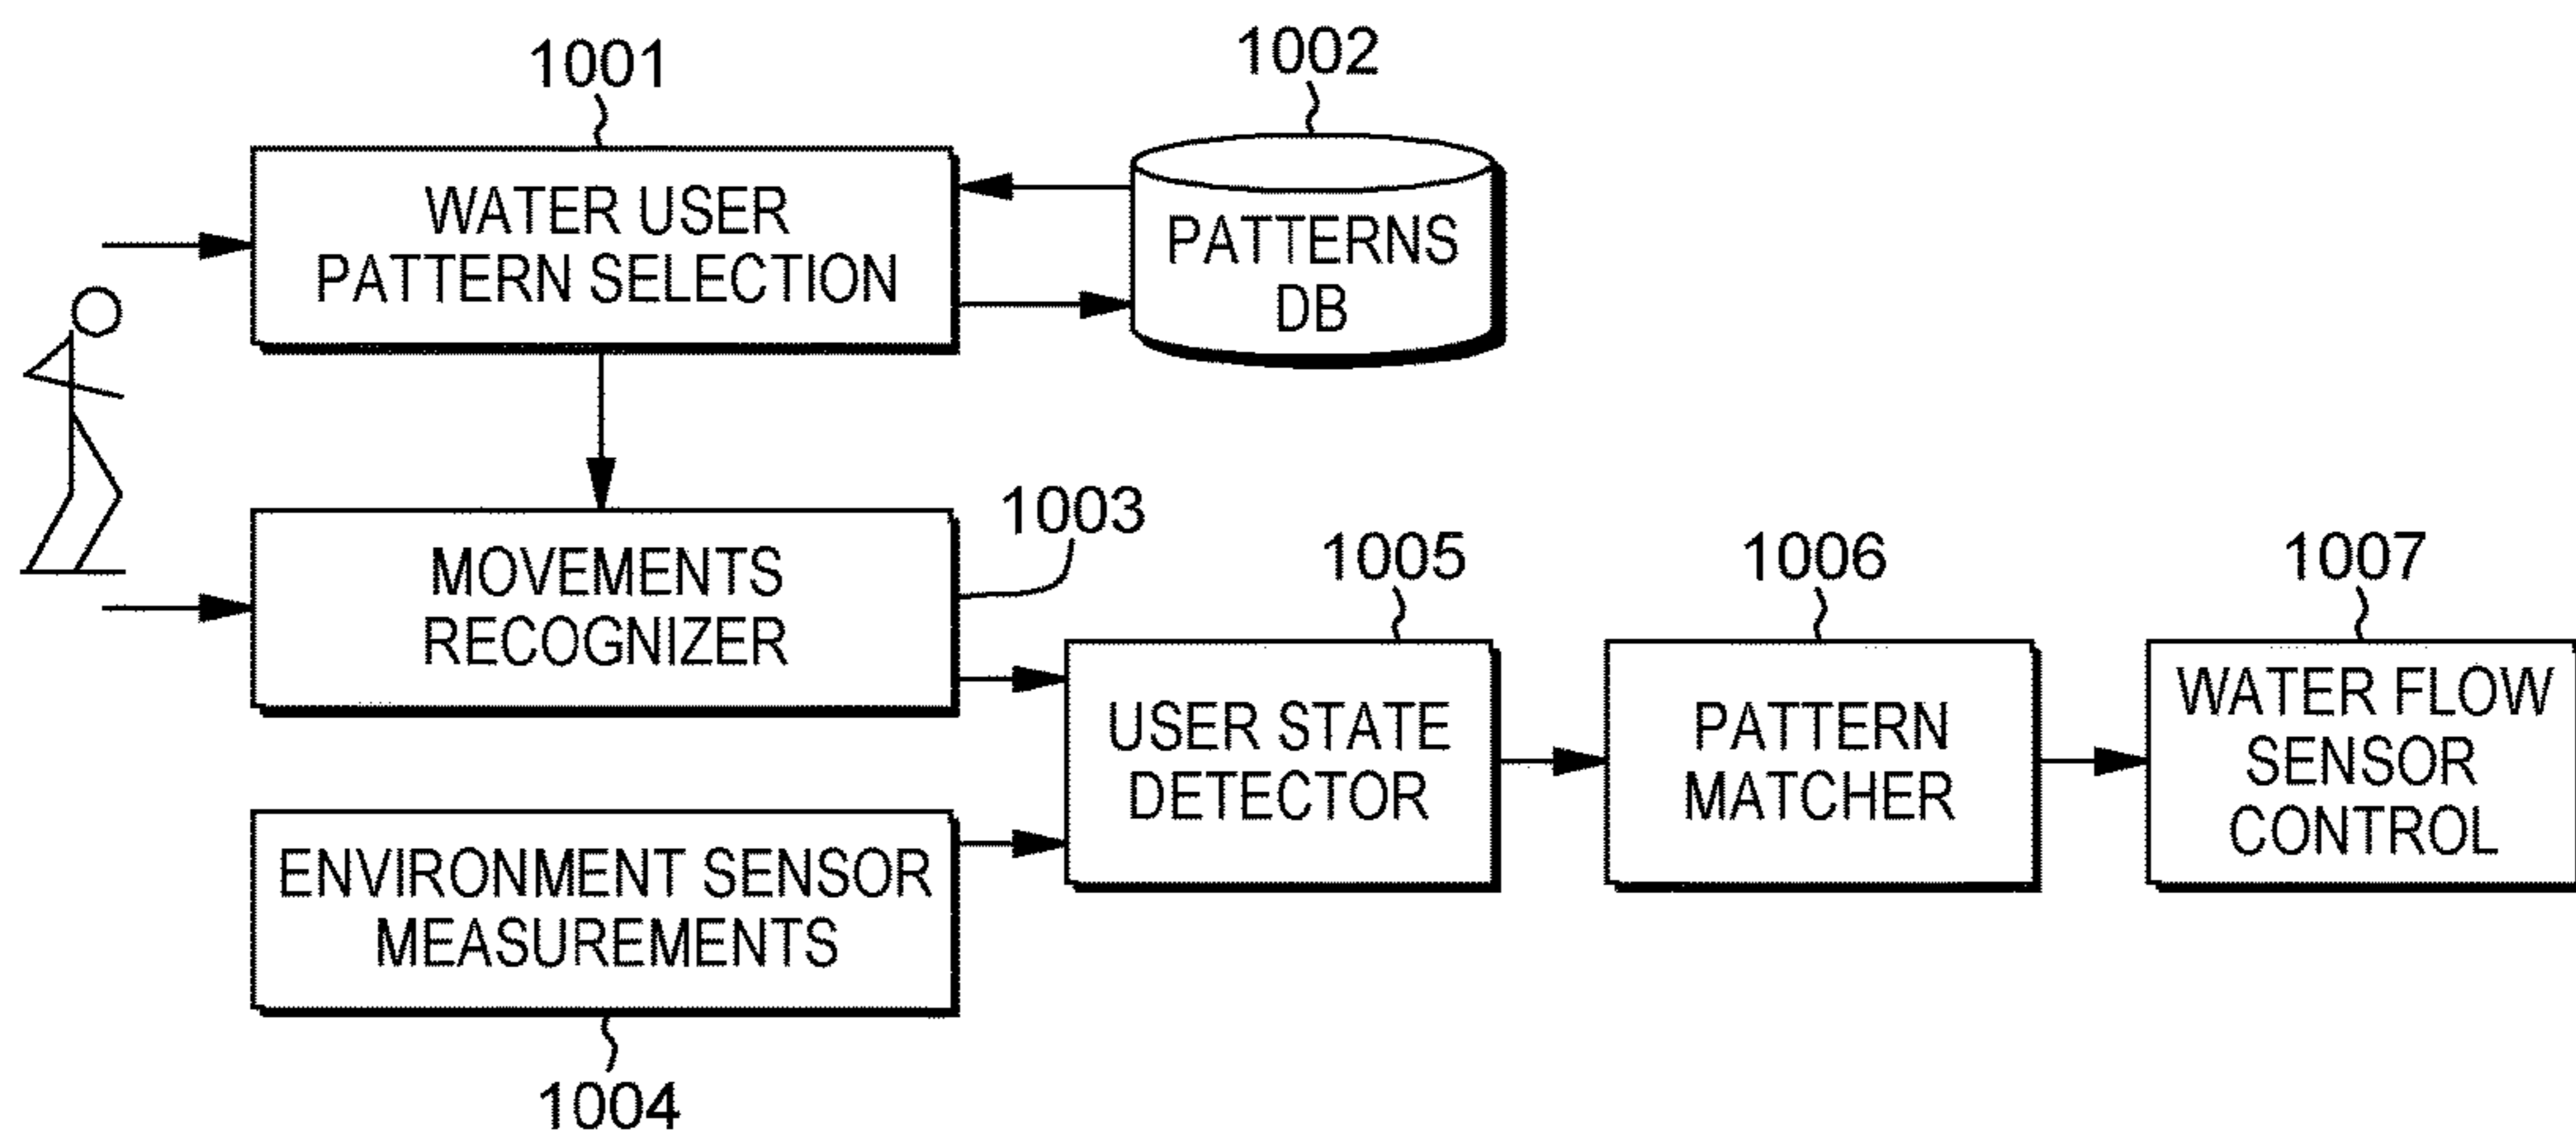 1001
1002
WATER USER
PATTERN SELECTION
PATTERNS
DB
1003
MOVEMENTS
RECOGNIZER
1005
1006
1007
USER STATE
DETECTOR
PATTERN
MATCHER
WATER FLOW
SENSOR
CONTROL
ENVIRONMENT SENSOR
MEASUREMENTS
1004